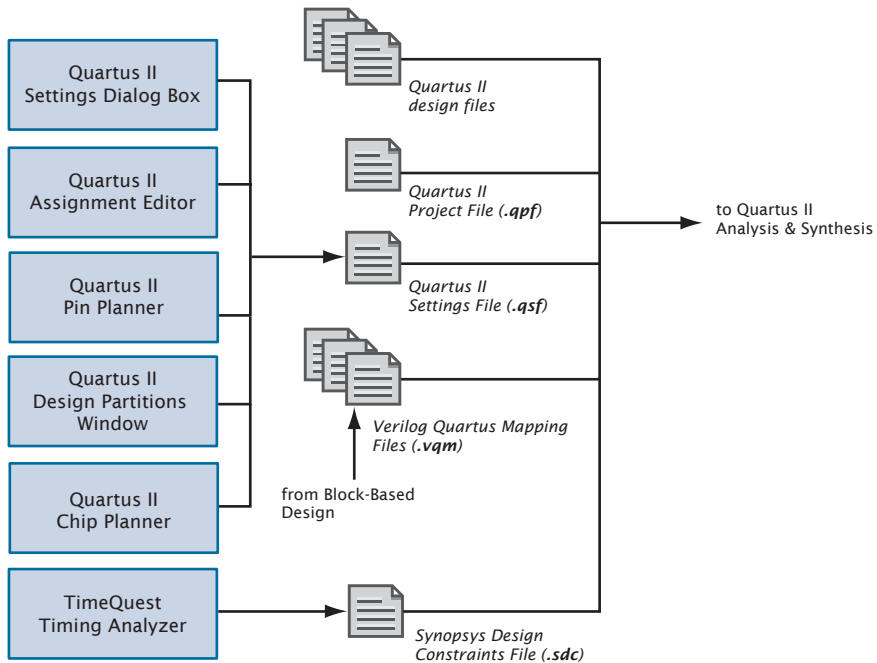 Quartus II
Settings Dialog Box
Quartus II
Assignment Editor
Quartus II
Pin Planner
Quartus II
Design Partitions
Window
Quartus II
Chip Planner
TimeQuest
Timing Analyzer
Quartus II
design files
Quartus II
Project File (.qpf)
Quartus II
Settings File (.qsf)
Verilog Quartus Mapping
Files (.vqm)
from Block-Based
Design
Synopsys Design
Constraints File (.sdc)
to Quartus II
Analysis & Synthesis